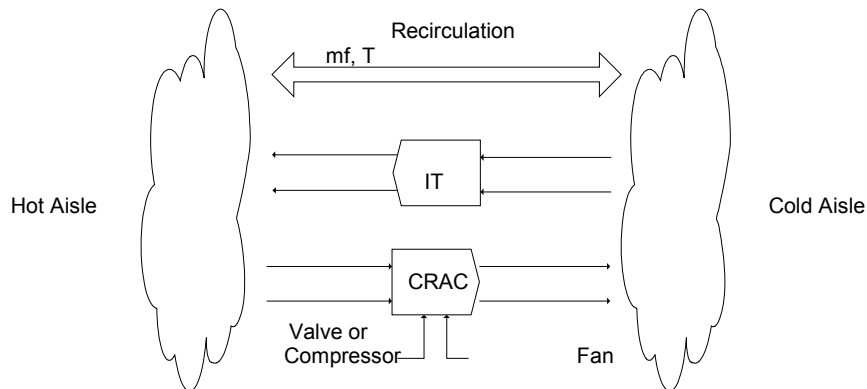 Recirculation
mf, T
IT
Hot Aisle
Cold Aisle
CRAC
Valve or
Compressor
Fan